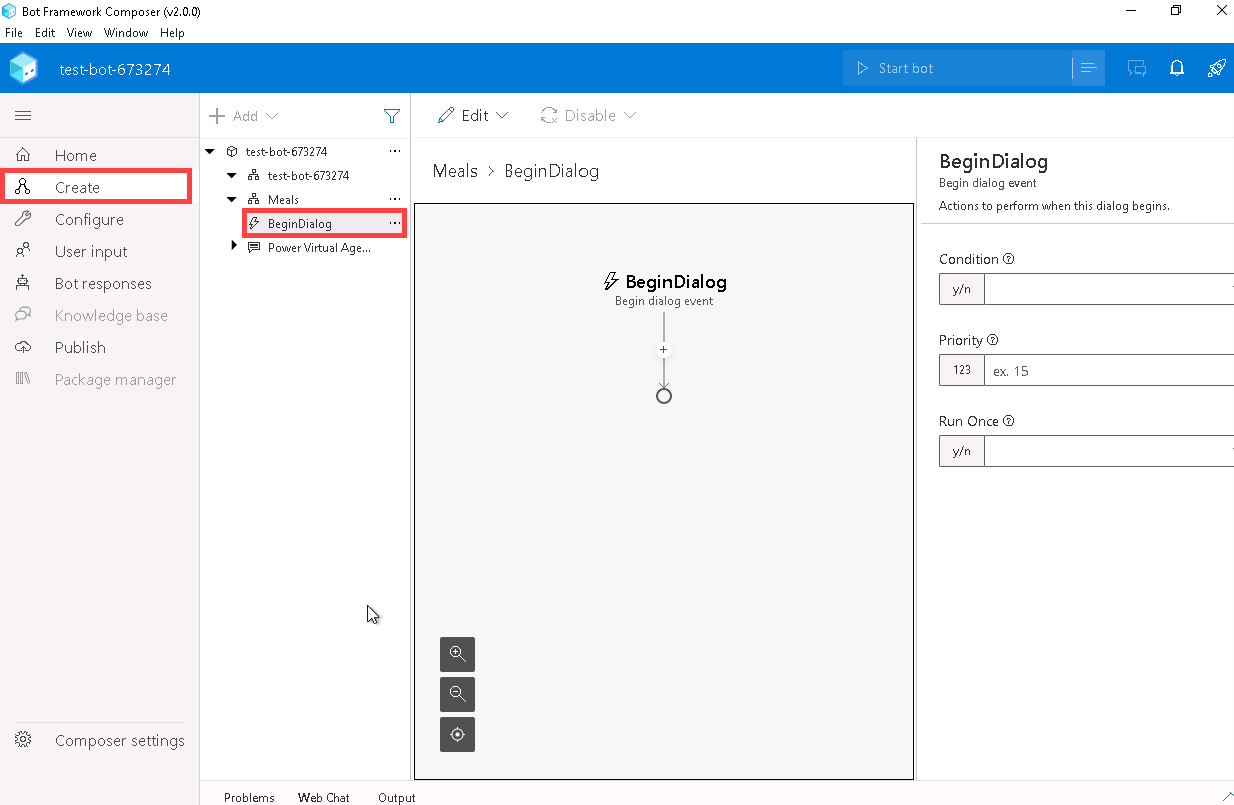 Bot Framework Composer (v2.0.0)
File Edit View Window Help
test-bot-673274
Start bot
Home
Create
Configure
User input
Bot responses
Knowledge base
Publish
Package manager
Composer settings
Add
test-bot-673274
test-bot-673274
Meals
BeginDialog
Power Virtual Age...
Edit
Disable
Meals > BeginDialog
BeginDialog
Begin dialog event
+
BeginDialog
Begin dialog event
Actions to perform when this dialog begins.
Condition
y/n
Priority
123
ex. 15
Run Once
y/n
Problems Web Chat Output